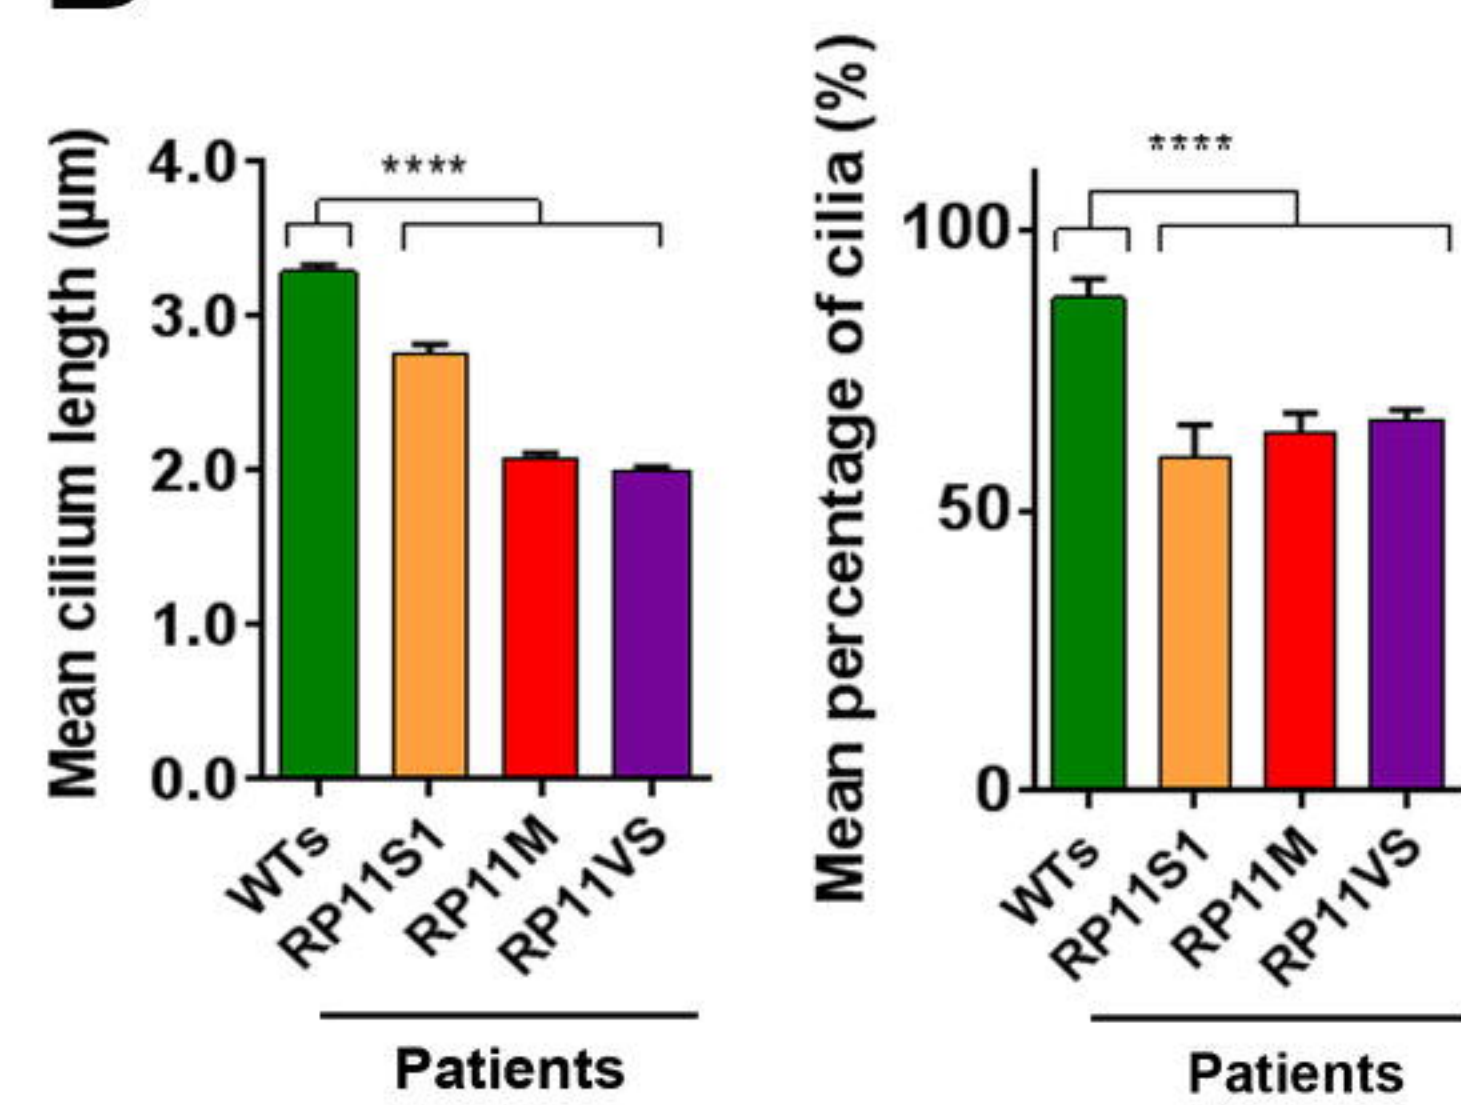 Mean cilium length (μm)
4.0
3.0
2.0
1.0
0.0
****
WTs
RP11S1
RP11M
RP11VS
Patients
Mean percentage of cilia (%)
100
50
0
****
WTs
RP11S1
RP11M
RP11VS
Patients